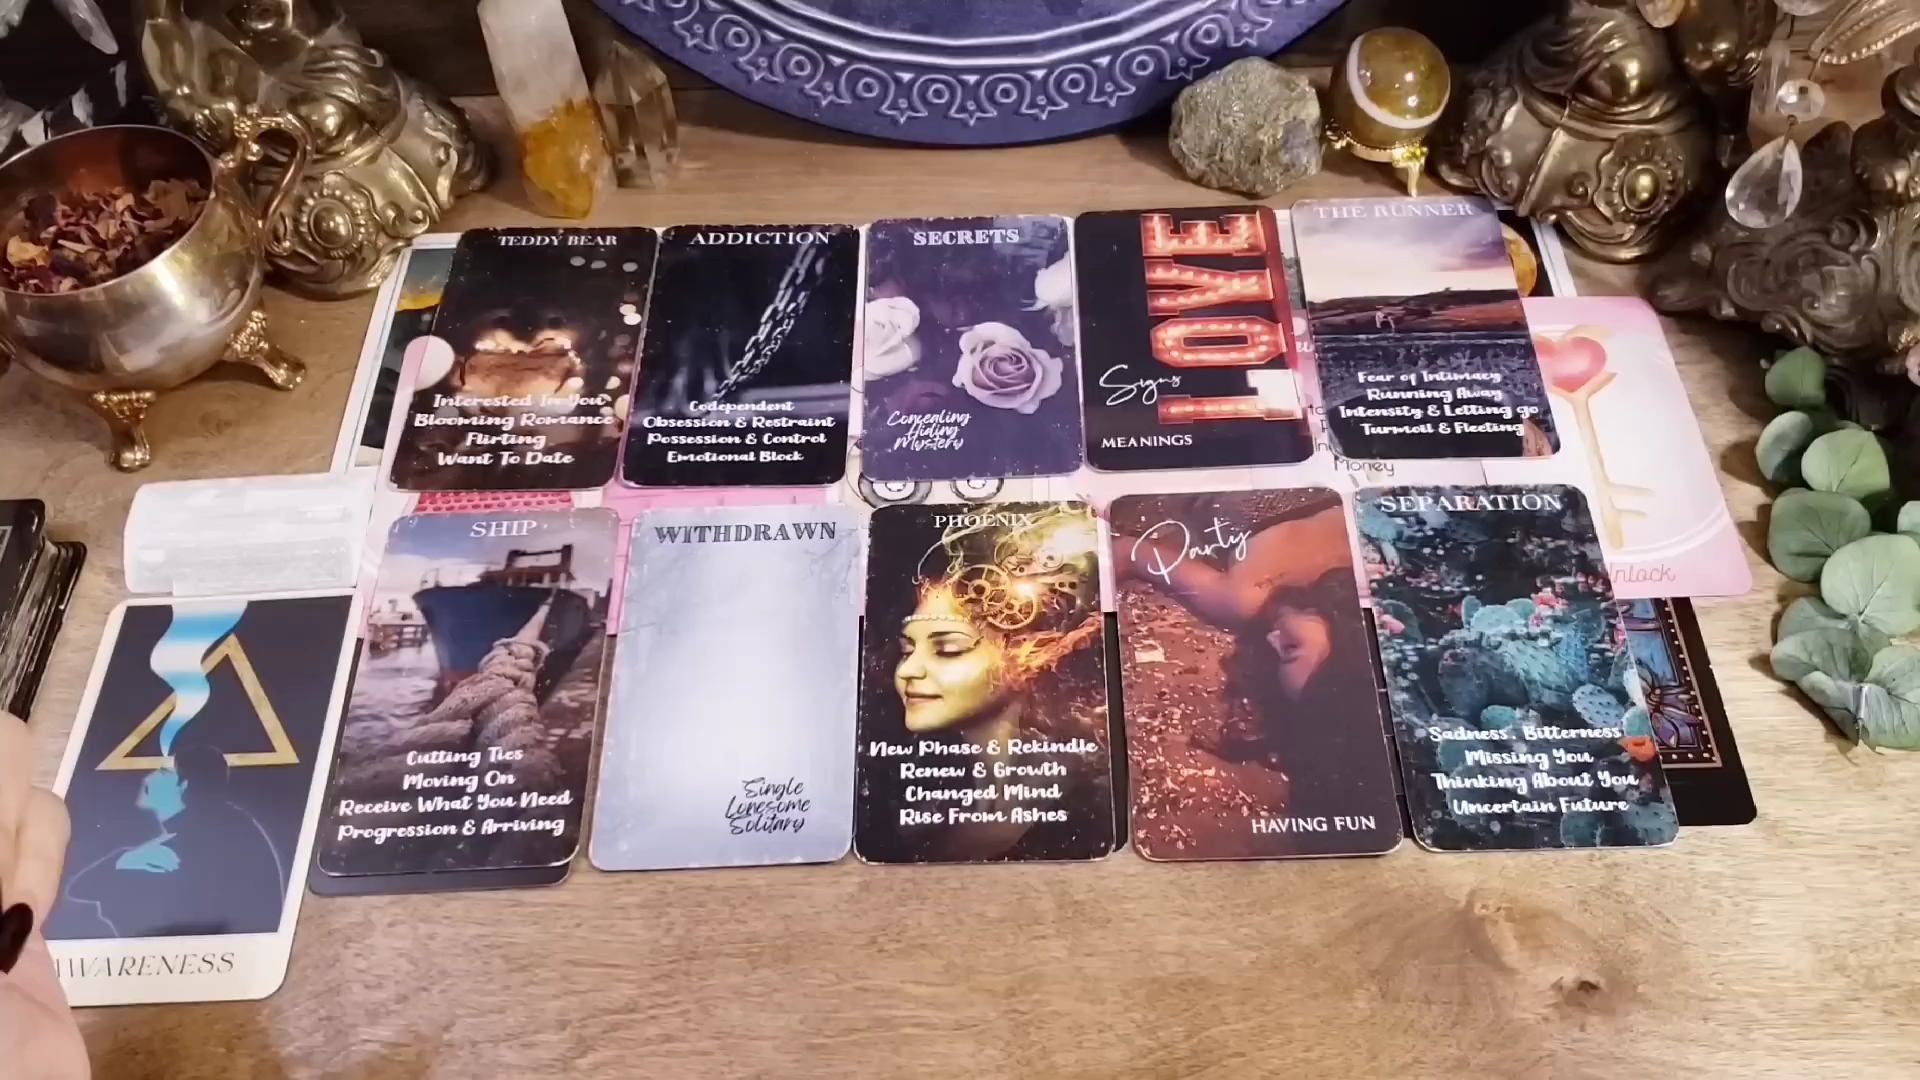 TEDDY BEAR
Interested In You
Blooming Romance
Flirting
Want To Date
ADDICTION
Codependent
Obsession & Restraint
Possession & Control
Emotional Block
SECRETS
Concealing
Hiding
Mystery
LOVE
Signs
MEANINGS
THE RUNNER
Fear of Intimacy
Running Away
Intensity & Letting go
Turmoil & Fleeting
Money
nlock
SHIP
Cutting Ties
Moving On
Receive What You Need
Progression & Arriving
WITHDRAWN
Single
Lonesome
Solitary
PHOENIX
New Phase & Rekindle
Renew & Growth
Changed Mind
Rise From Ashes
Party
HAVING FUN
SEPARATION
Sadness, Bitterness
Missing You
Thinking About You
Uncertain Future
AWARENESS